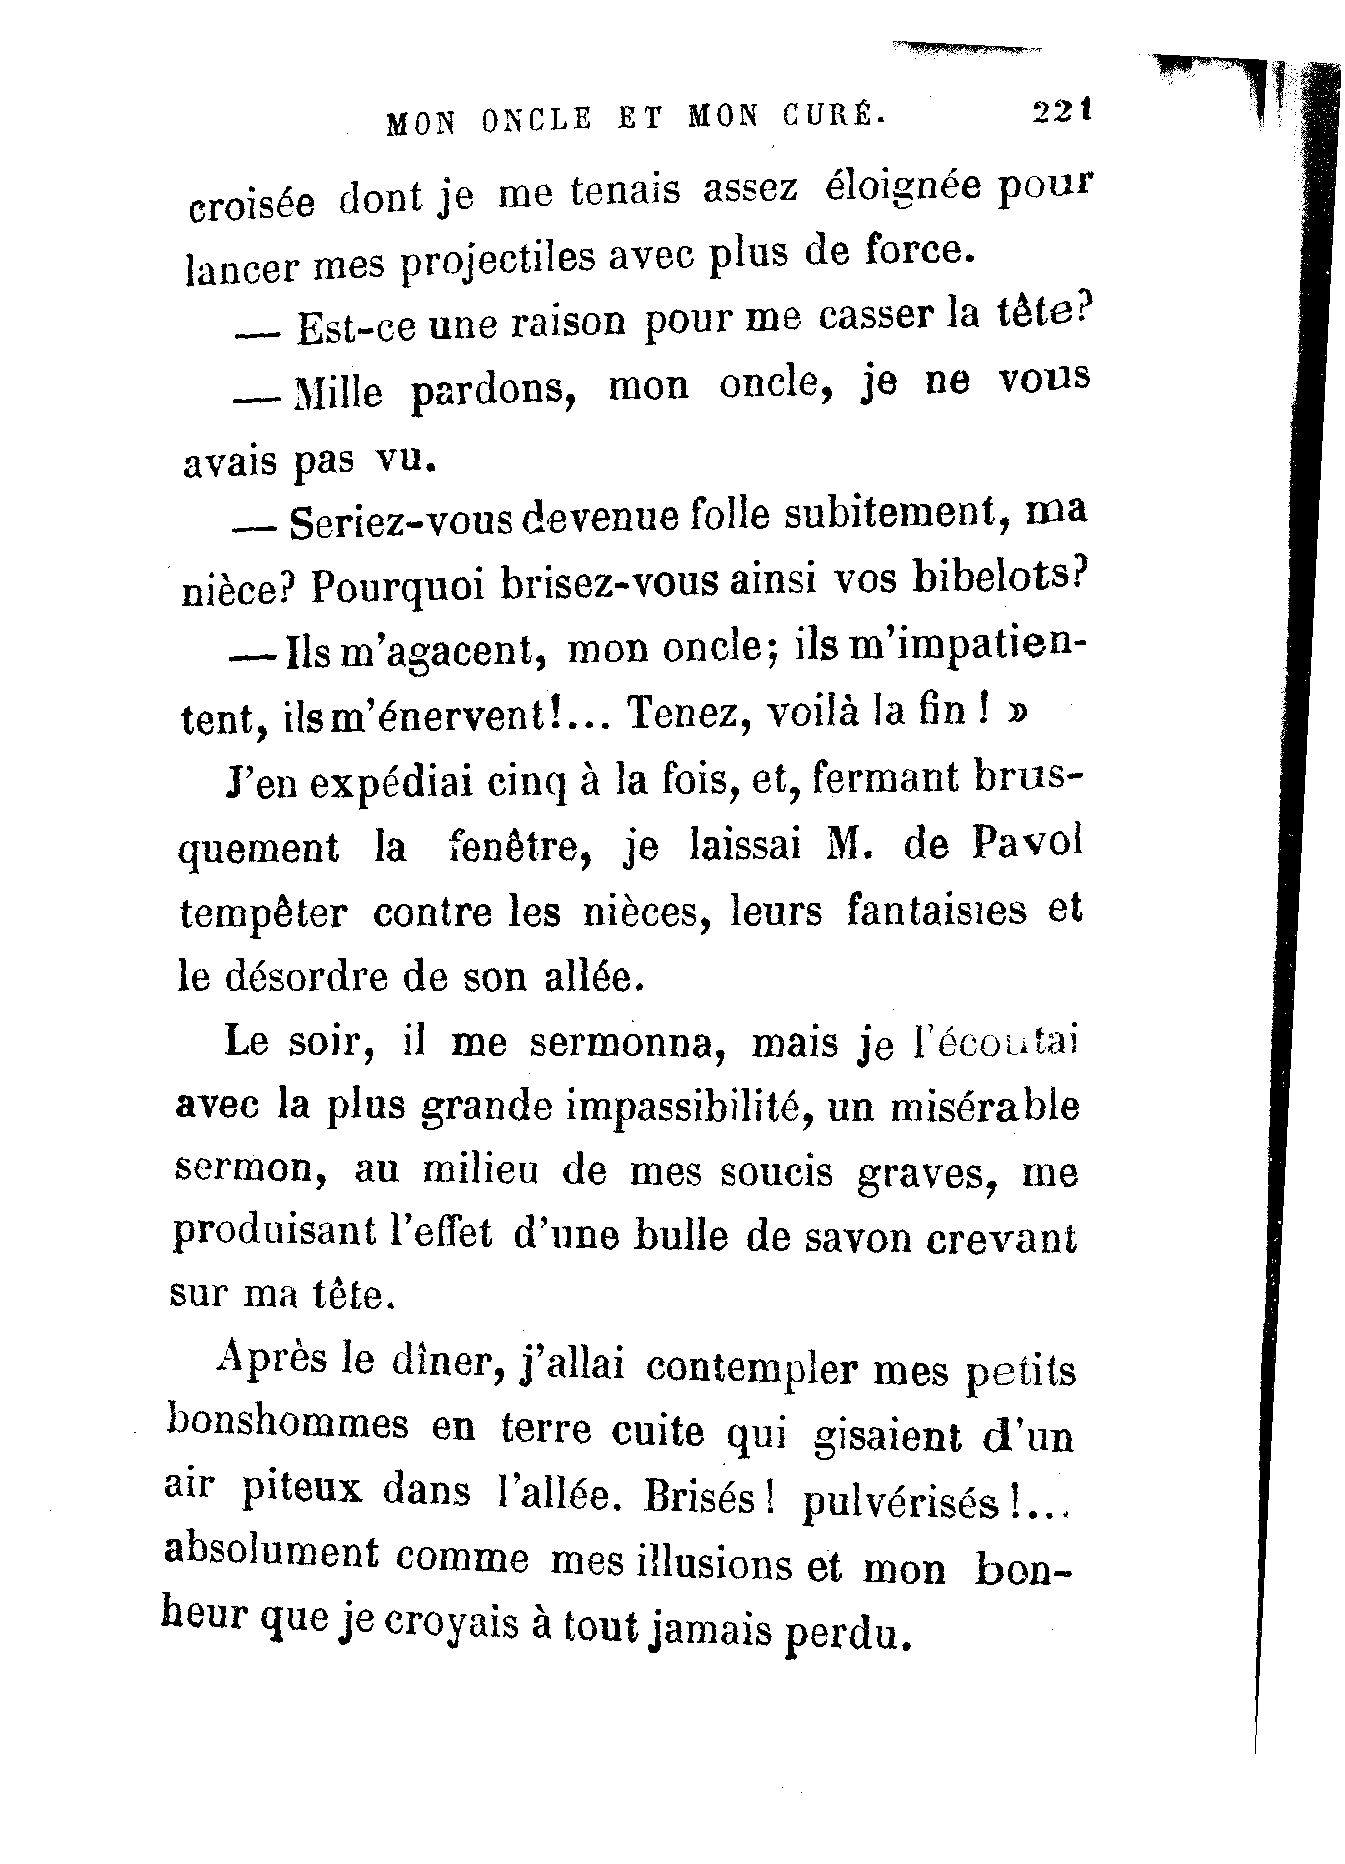 MON ONCLE ET MON CURÉ. 221
croisée dont je me tenais assez éloignée pour
lancer mes projectiles avec plus de force.
— Est-ce une raison pour me casser la tête?
— Mille pardons, mon oncle, je ne vous
avais pas vu.
— Seriez-vous devenue folle subitement, ma
nièce? Pourquoi brisez-vous ainsi vos bibelots?
— Ils m'agacent, mon oncle; ils m'impatien-
tent, ils m'énervent!... Tenez, voilà la fin ! »
J'en expédiai cinq à la fois, et, fermant brus-
quement la fenêtre, je laissai M. de Pavol
tempêter contre les nièces, leurs fantaisies et
le désordre de son allée.
Le soir, il me sermonna, mais je l'écoutai
avec la plus grande impassibilité, un misérable
sermon, au milieu de mes soucis graves, me
produisant l'effet d'une bulle de savon crevant
sur ma tête.
Après le dîner, j'allai contempler mes petits
bonshommes en terre cuite qui gisaient d'un
air piteux dans l'allée. Brisés ! pulvérisés !...
absolument comme mes illusions et mon bon-
heur que je croyais à tout jamais perdu.